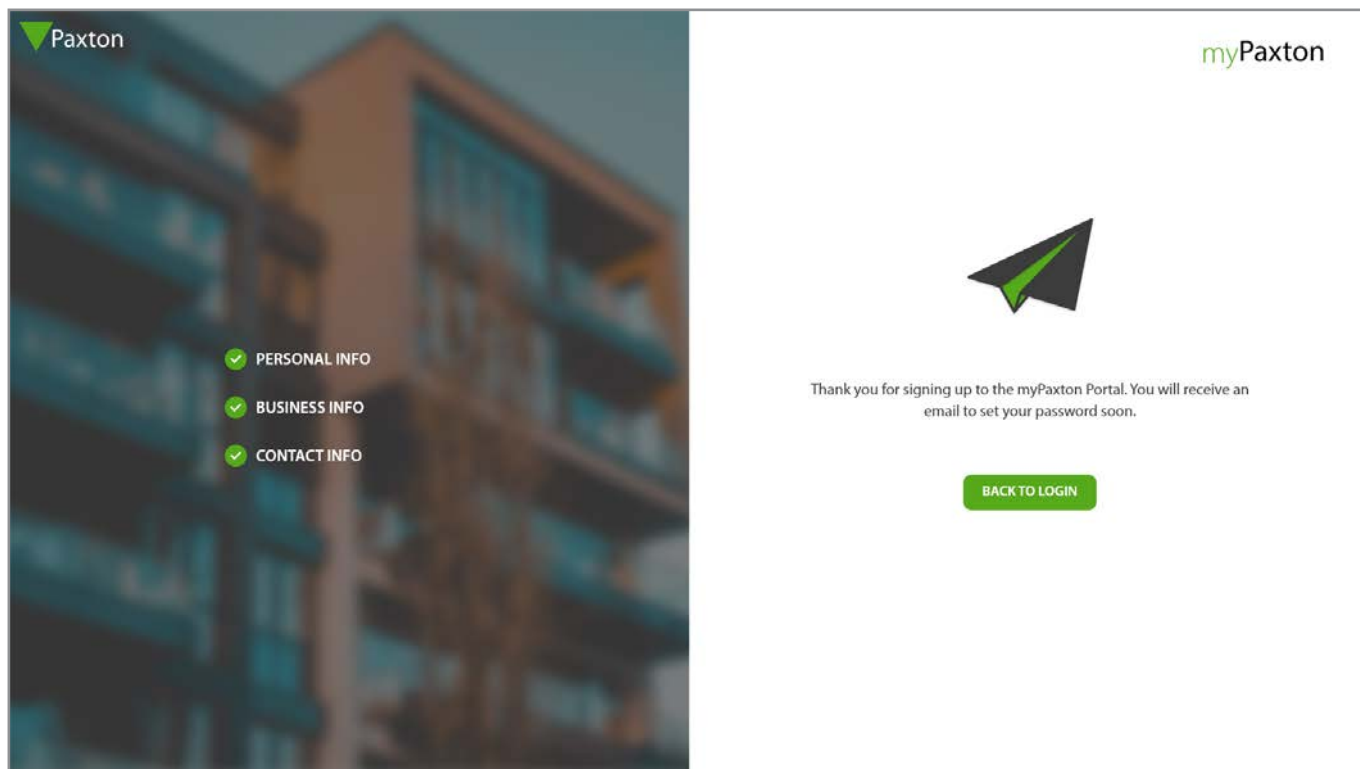 Paxton
myPaxton
PERSONAL INFO
BUSINESS INFO
CONTACT INFO
Thank you for signing up to the myPaxton Portal. You will receive an
email to set your password soon.
BACK TO LOGIN